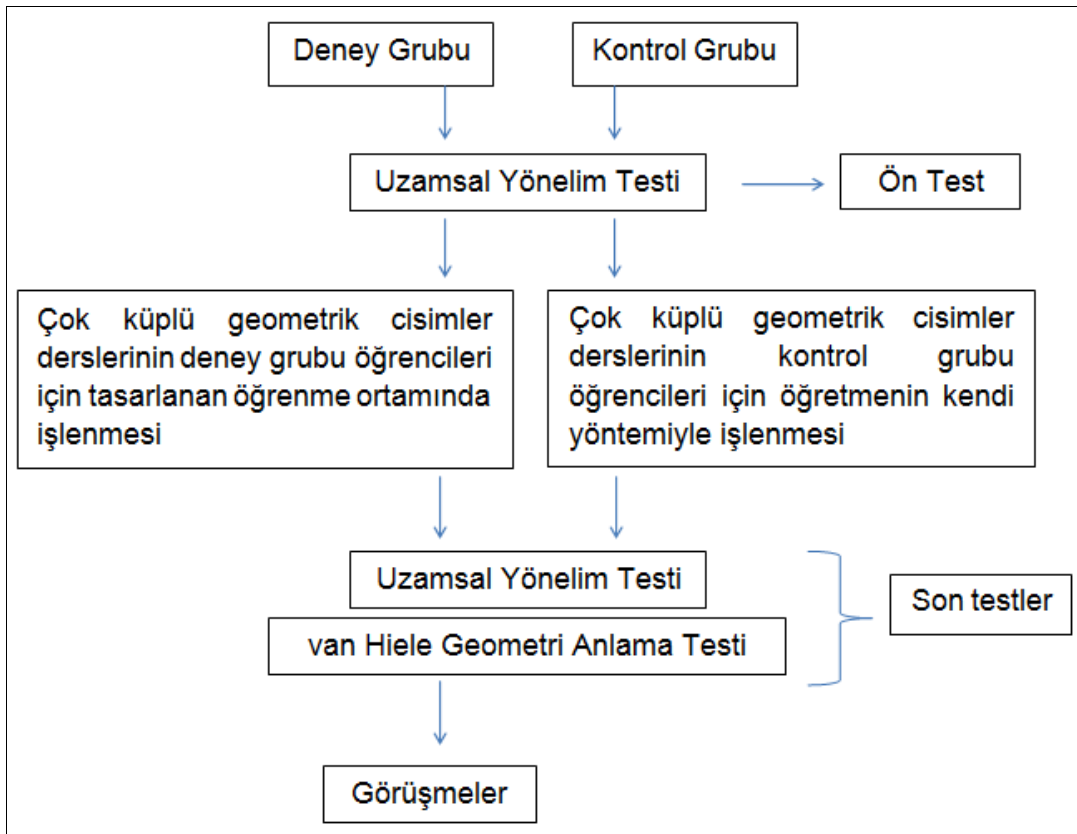 Deney Grubu
Kontrol Grubu
Uzamsal Yönelim Testi
Ön Test
Çok küplü geometrik cisimler
derslerinin deney grubu öğrencileri
için tasarlanan öğrenme ortamında
işlenmesi
Çok küplü geometrik cisimler
derslerinin kontrol grubu
öğrencileri için öğretmenin kendi
yöntemiyle işlenmesi
Uzamsal Yönelim Testi
van Hiele Geometri Anlama Testi
Son testler
Görüşmeler